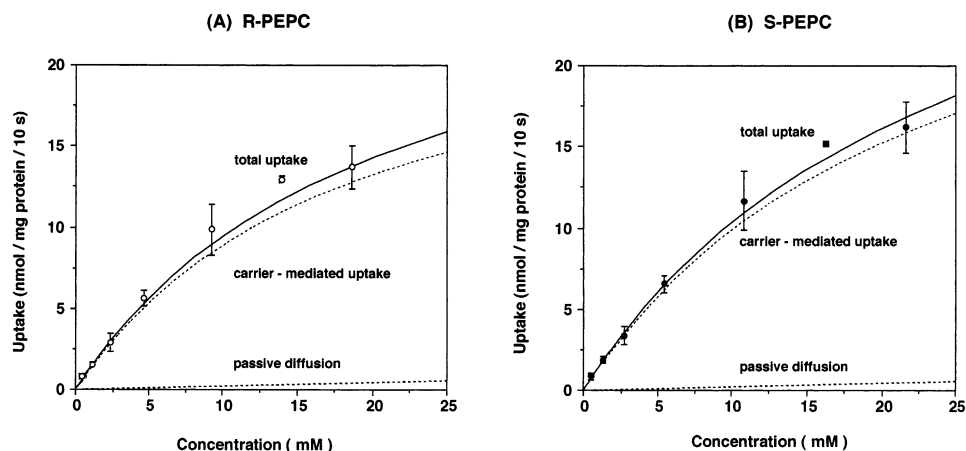 (A) R-PEPC
20
15
10
5
0
0 5 10 15 20 25
Uptake (nmol / mg protein / 10 s)
Concentration ( mM )
total uptake
carrier - mediated uptake
passive diffusion
(B) S-PEPC
20
15
10
5
0
0 5 10 15 20 25
Uptake (nmol / mg protein / 10 s)
Concentration ( mM )
total uptake
carrier - mediated uptake
passive diffusion